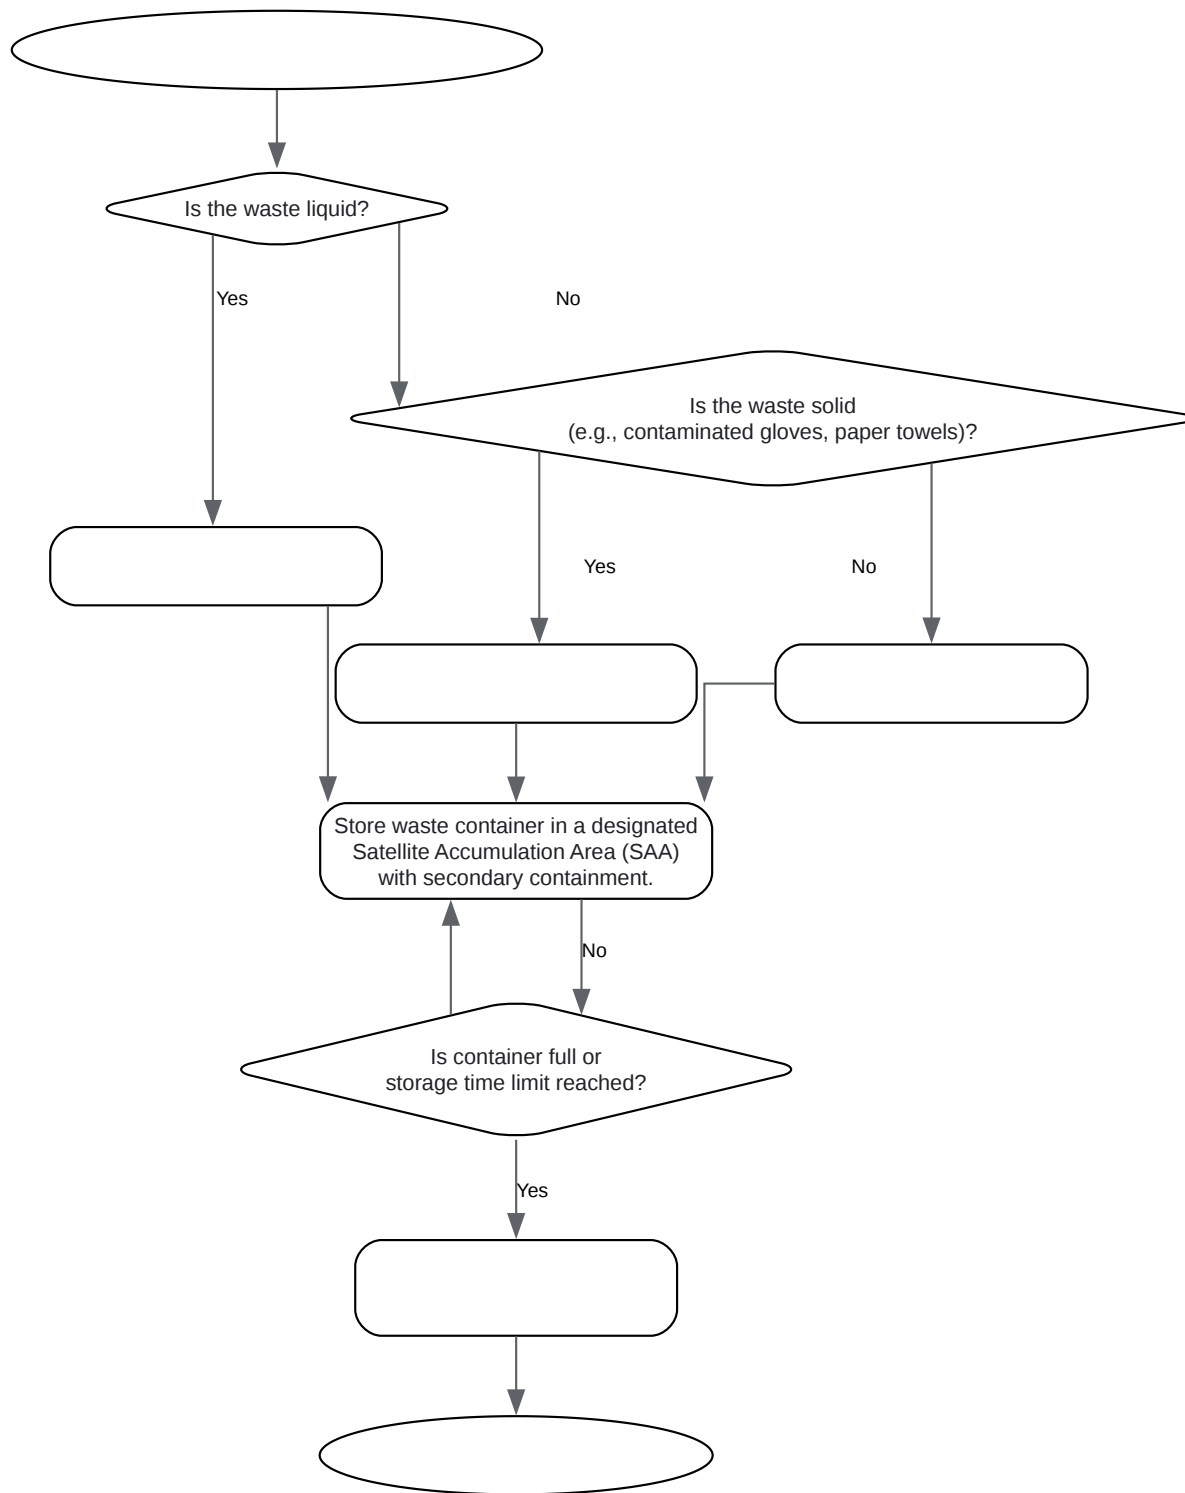 Is the waste liquid?
Yes
No
Is the waste solid
(e.g., contaminated gloves, paper towels)?
Yes
No
Store waste container in a designated
Satellite Accumulation Area (SAA)
with secondary containment.
No
Is container full or
storage time limit reached?
Yes